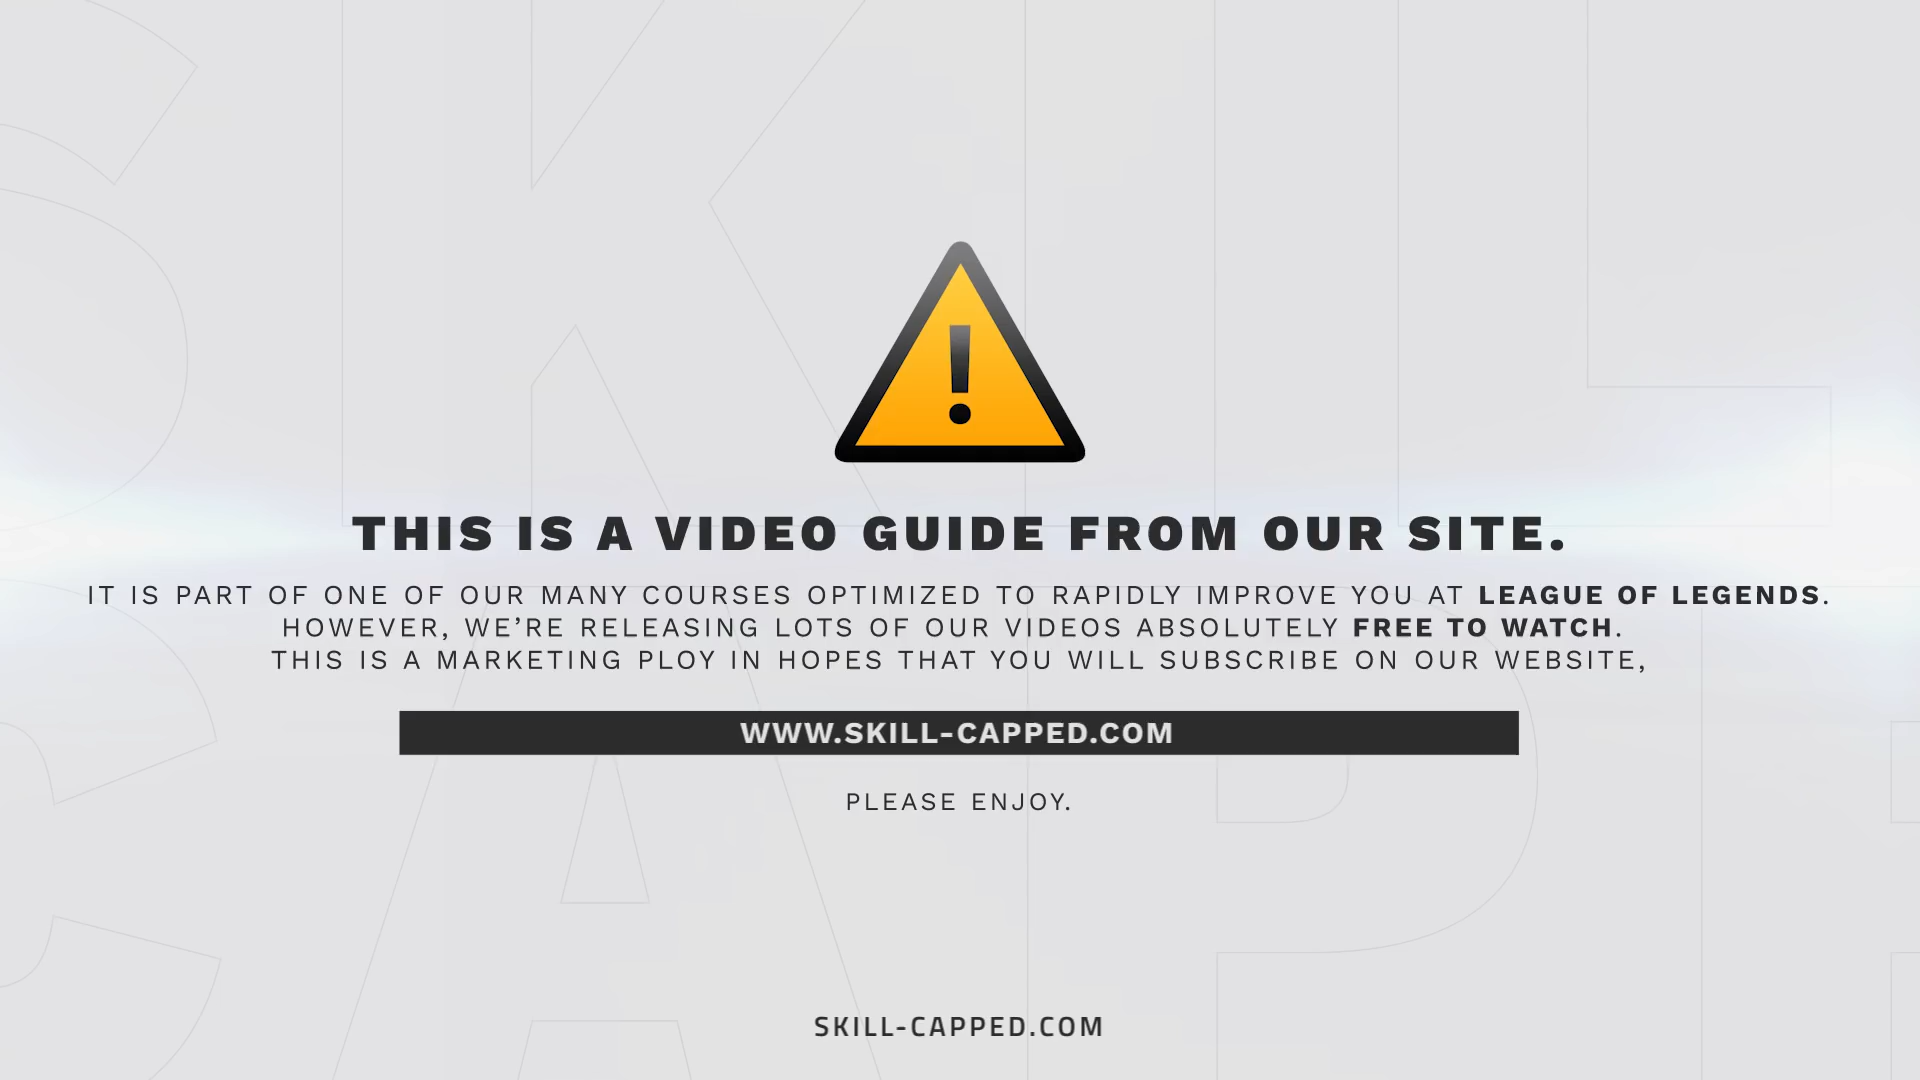 THIS IS A VIDEO GUIDE FROM OUR SITE.
IT IS PART OF ONE OF OUR MANY COURSES OPTIMIZED TO RAPIDLY IMPROVE YOU AT LEAGUE OF LEGENDS.
HOWEVER, WE’RE RELEASING LOTS OF OUR VIDEOS ABSOLUTELY FREE TO WATCH.
THIS IS A MARKETING PLOY IN HOPES THAT YOU WILL SUBSCRIBE ON OUR WEBSITE,
WWW.SKILL-CAPPED.COM
PLEASE ENJOY.
SKILL-CAPPED.COM